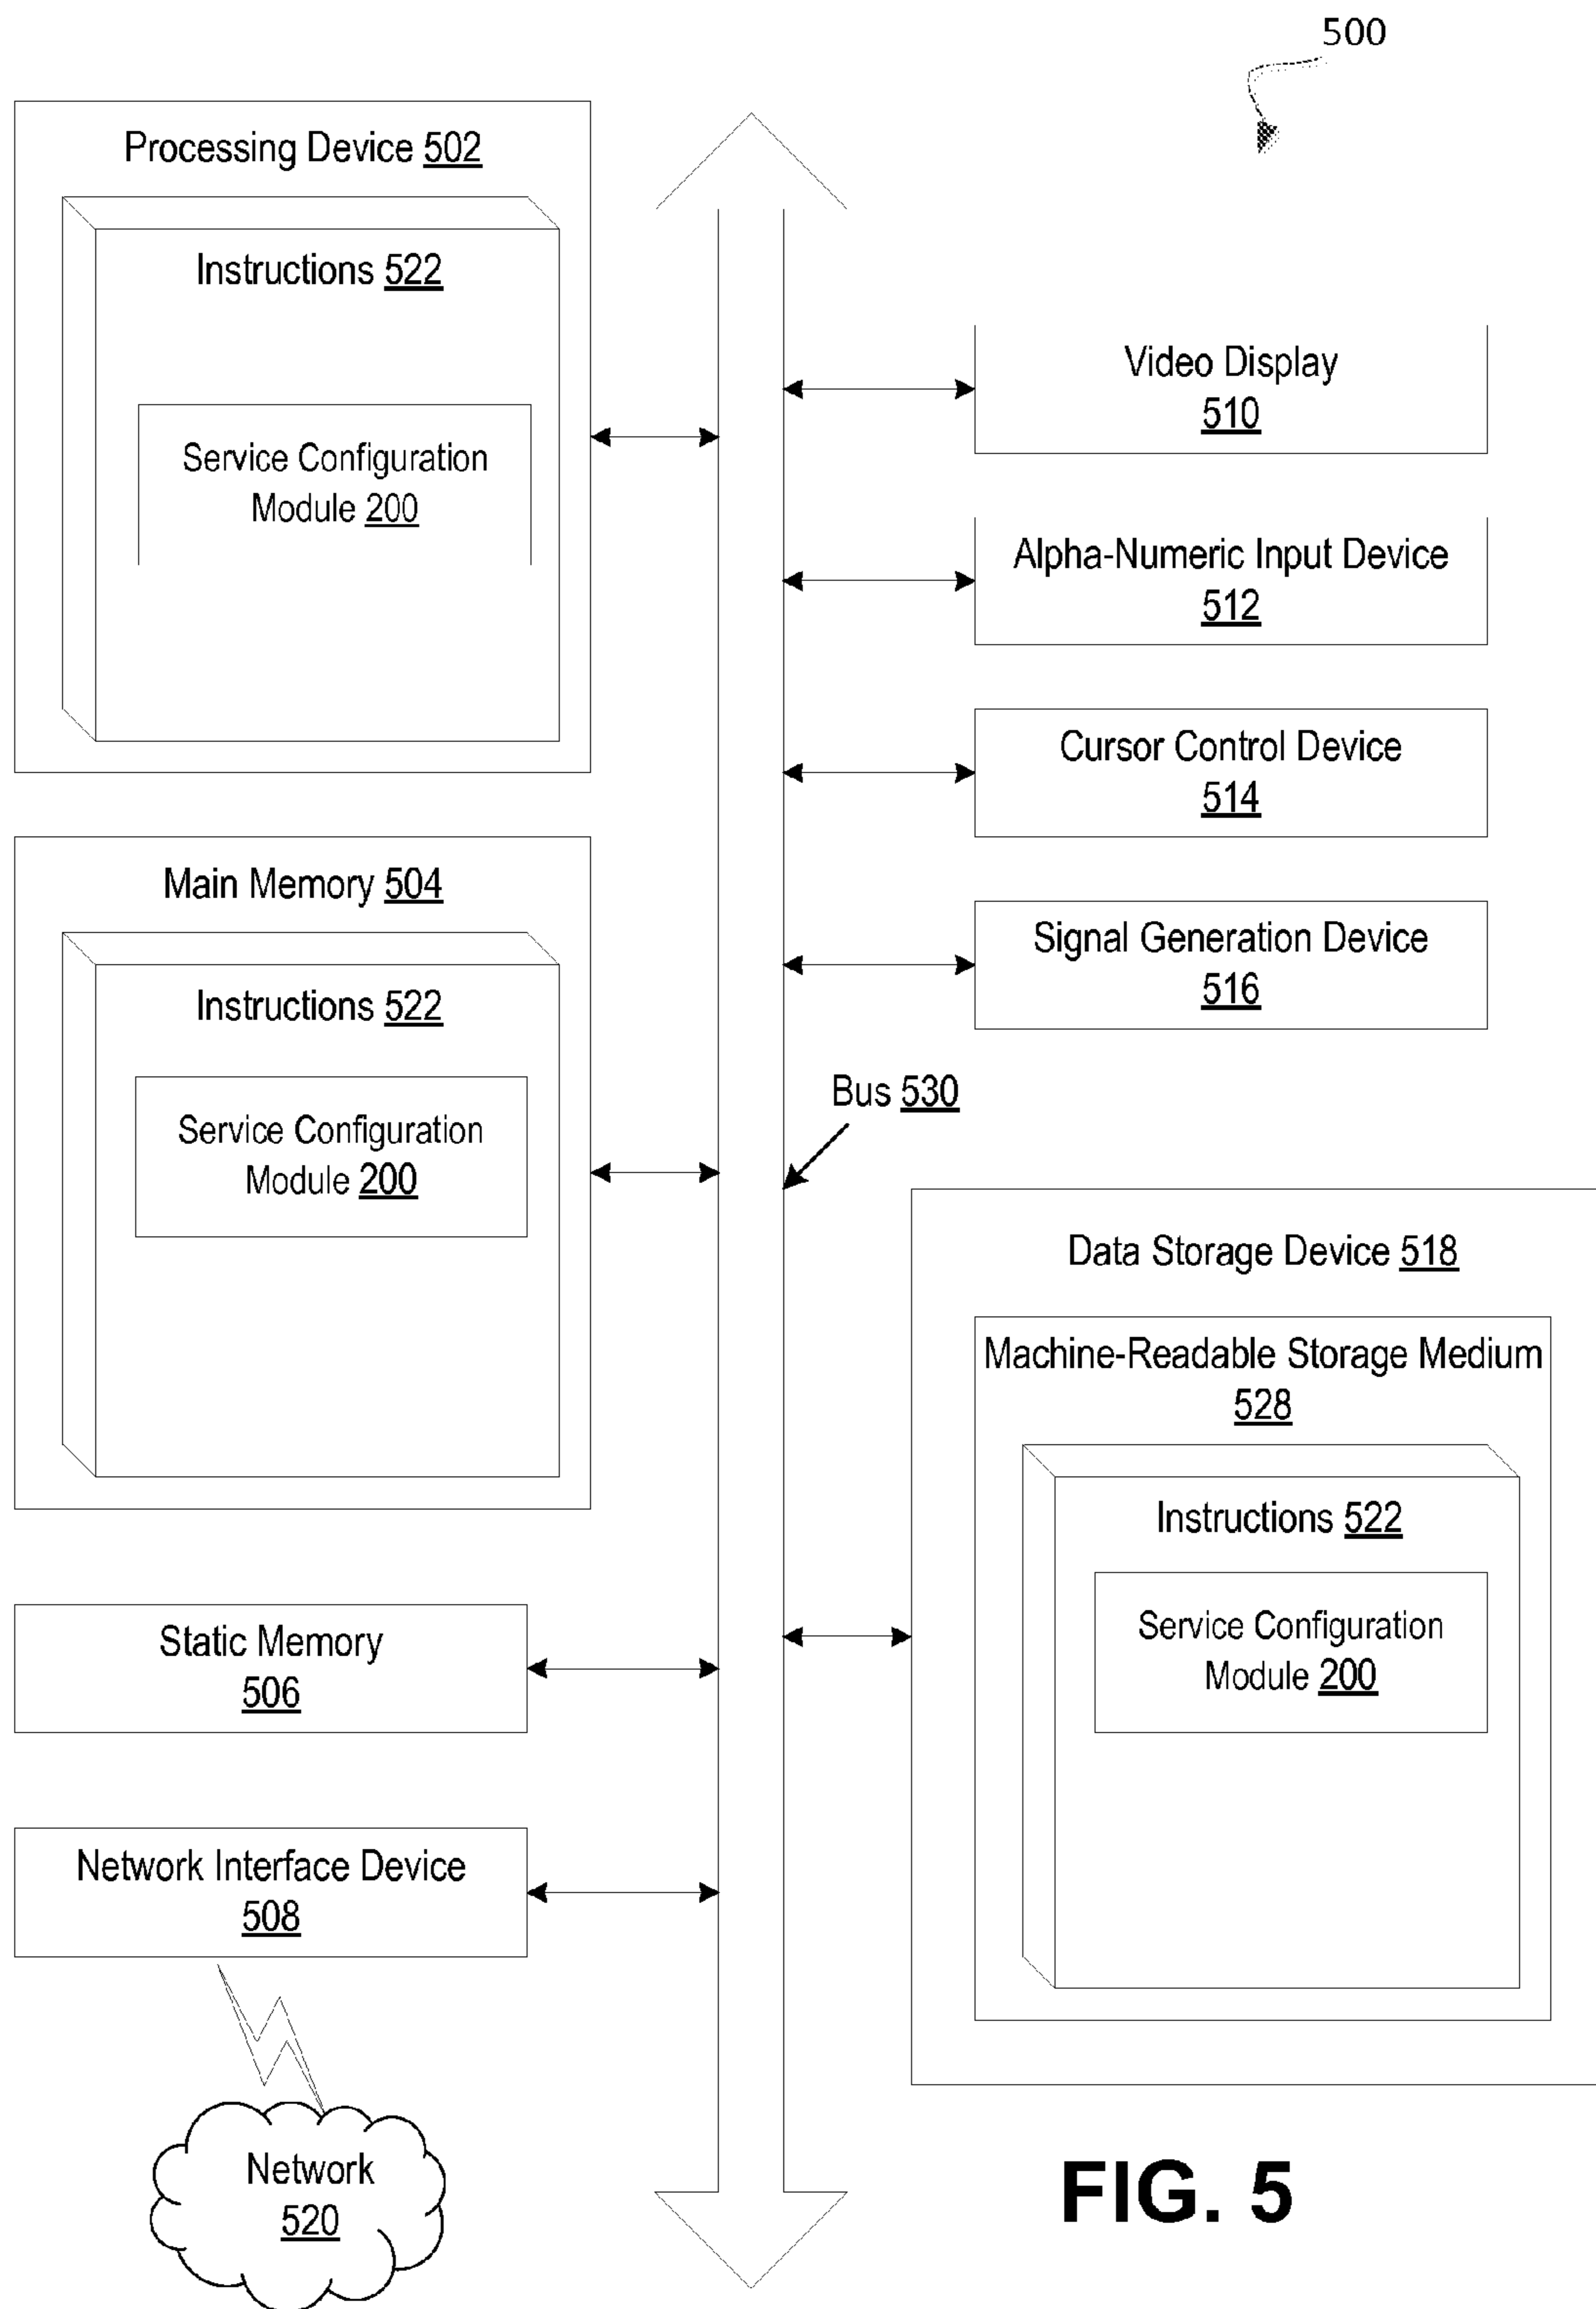 500
Processing Device 502
Instructions 522
Service Configuration
Module 200
Video Display
510
Alpha-Numeric Input Device
512
Cursor Control Device
514
Main Memory 504
Instructions 522
Service Configuration
Module 200
Signal Generation Device
516
Bus 530
Data Storage Device 518
Machine-Readable Storage Medium
528
Instructions 522
Service Configuration
Module 200
Static Memory
506
Network Interface Device
508
Network
520
FIG. 5